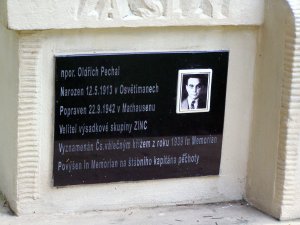 ZÁSTN
npor. Oldřich Pechal
Narozen 12.5.1913 v Osvětimanech
Popraven 22.9.1942 v Mathausenu
Velitel výsadkové skupiny ZINC
Vyznamenán Čs.válečným křížem z roku 1939 In Memoriam
Povýšen In Memoriam na štábního kapitána pěchoty